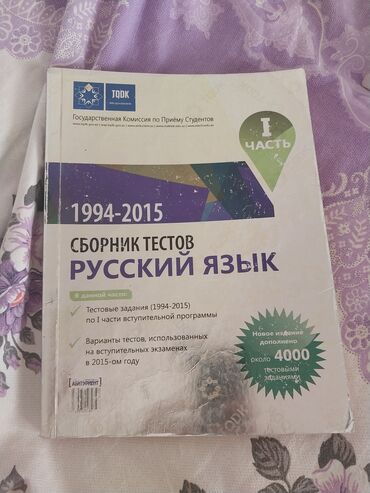 TQDK
Государственная Комиссия по Приёму Студентов
I
ЧАСТЬ
1994-2015
СБОРНИК ТЕСТОВ
РУССКИЙ ЯЗЫК
В данной части:
Тестовые задания (1994-2015)
по I части вступительной программы
Варианты тестов, использованных
на вступительных экзаменах
в 2015-ом году
Новое издание
дополнено
около 4000
тестовыми
заданиями
АБИТУРИЕНТ